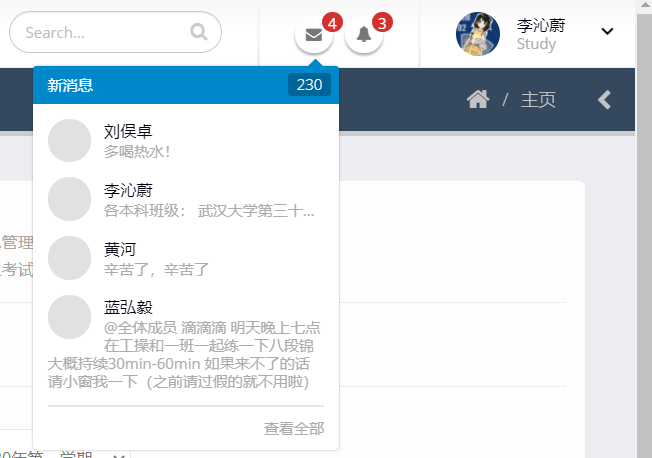 Search...
4
3
李沁蔚
Study
新消息
230
/ 主页
刘俣卓
多喝热水!
李沁蔚
各本科班级： 武汉大学第三十...
黄河
辛苦了，辛苦了
蓝弘毅
@全体成员 滴滴滴 明天晚上七点
在工操和一班一起练一下八段锦
大概持续30min-60min 如果来不了的话
请小窗我一下（之前请过假的就不用啦）
查看全部
管理
考试